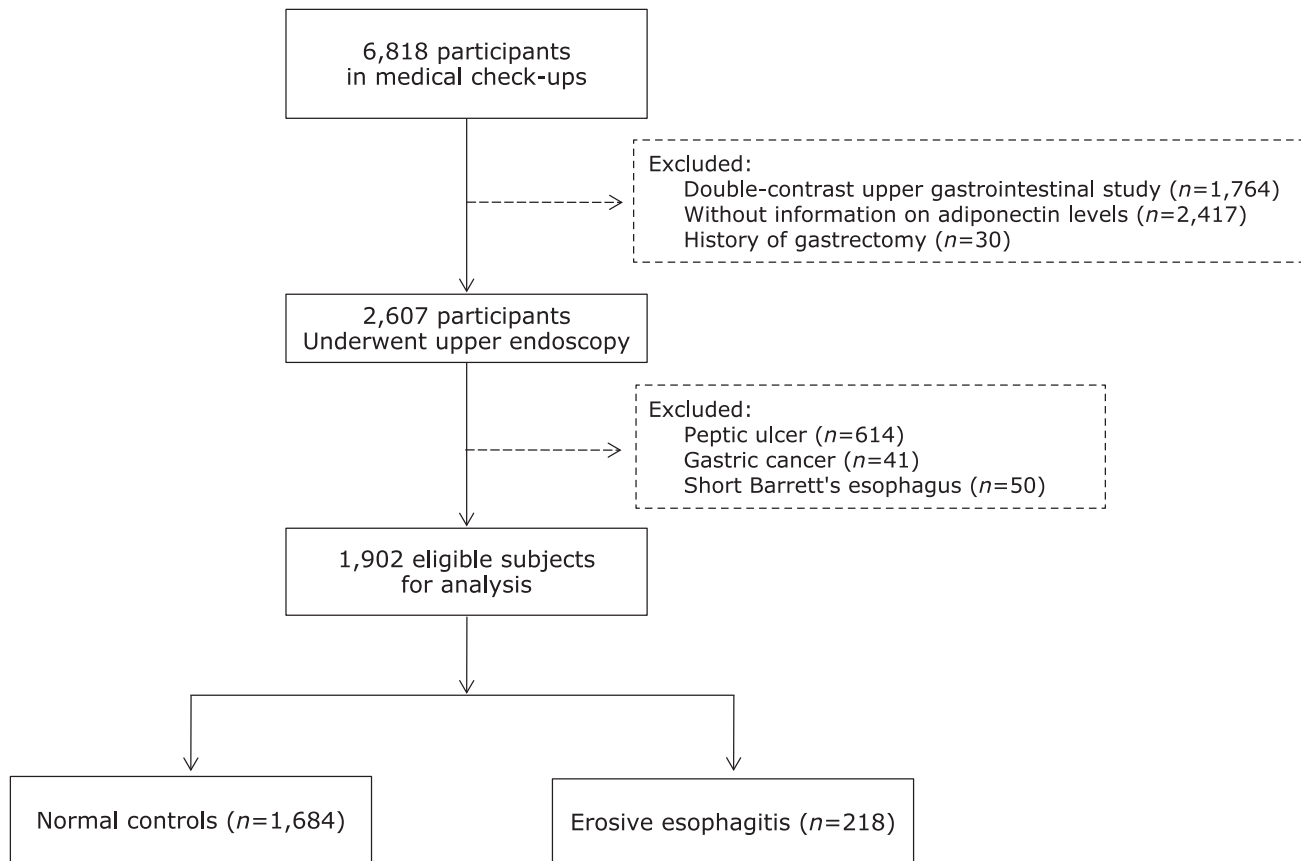 6,818 participants
in medical check-ups
Excluded:
Double-contrast upper gastrointestinal study (n=1,764)
Without information on adiponectin levels (n=2,417)
History of gastrectomy (n=30)
2,607 participants
Underwent upper endoscopy
Excluded:
Peptic ulcer (n=614)
Gastric cancer (n=41)
Short Barrett's esophagus (n=50)
1,902 eligible subjects
for analysis
Normal controls (n=1,684)
Erosive esophagitis (n=218)